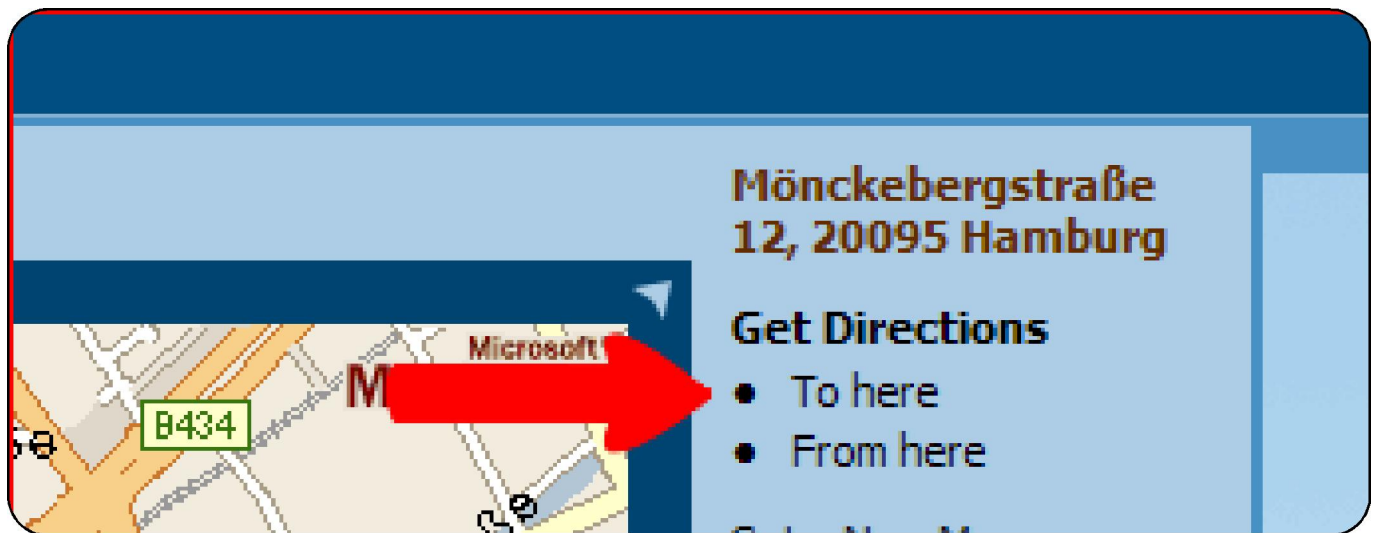 Mönckebergstraße
12, 20095 Hamburg
Get Directions
• To here
• From here
Microsoft
M
B434